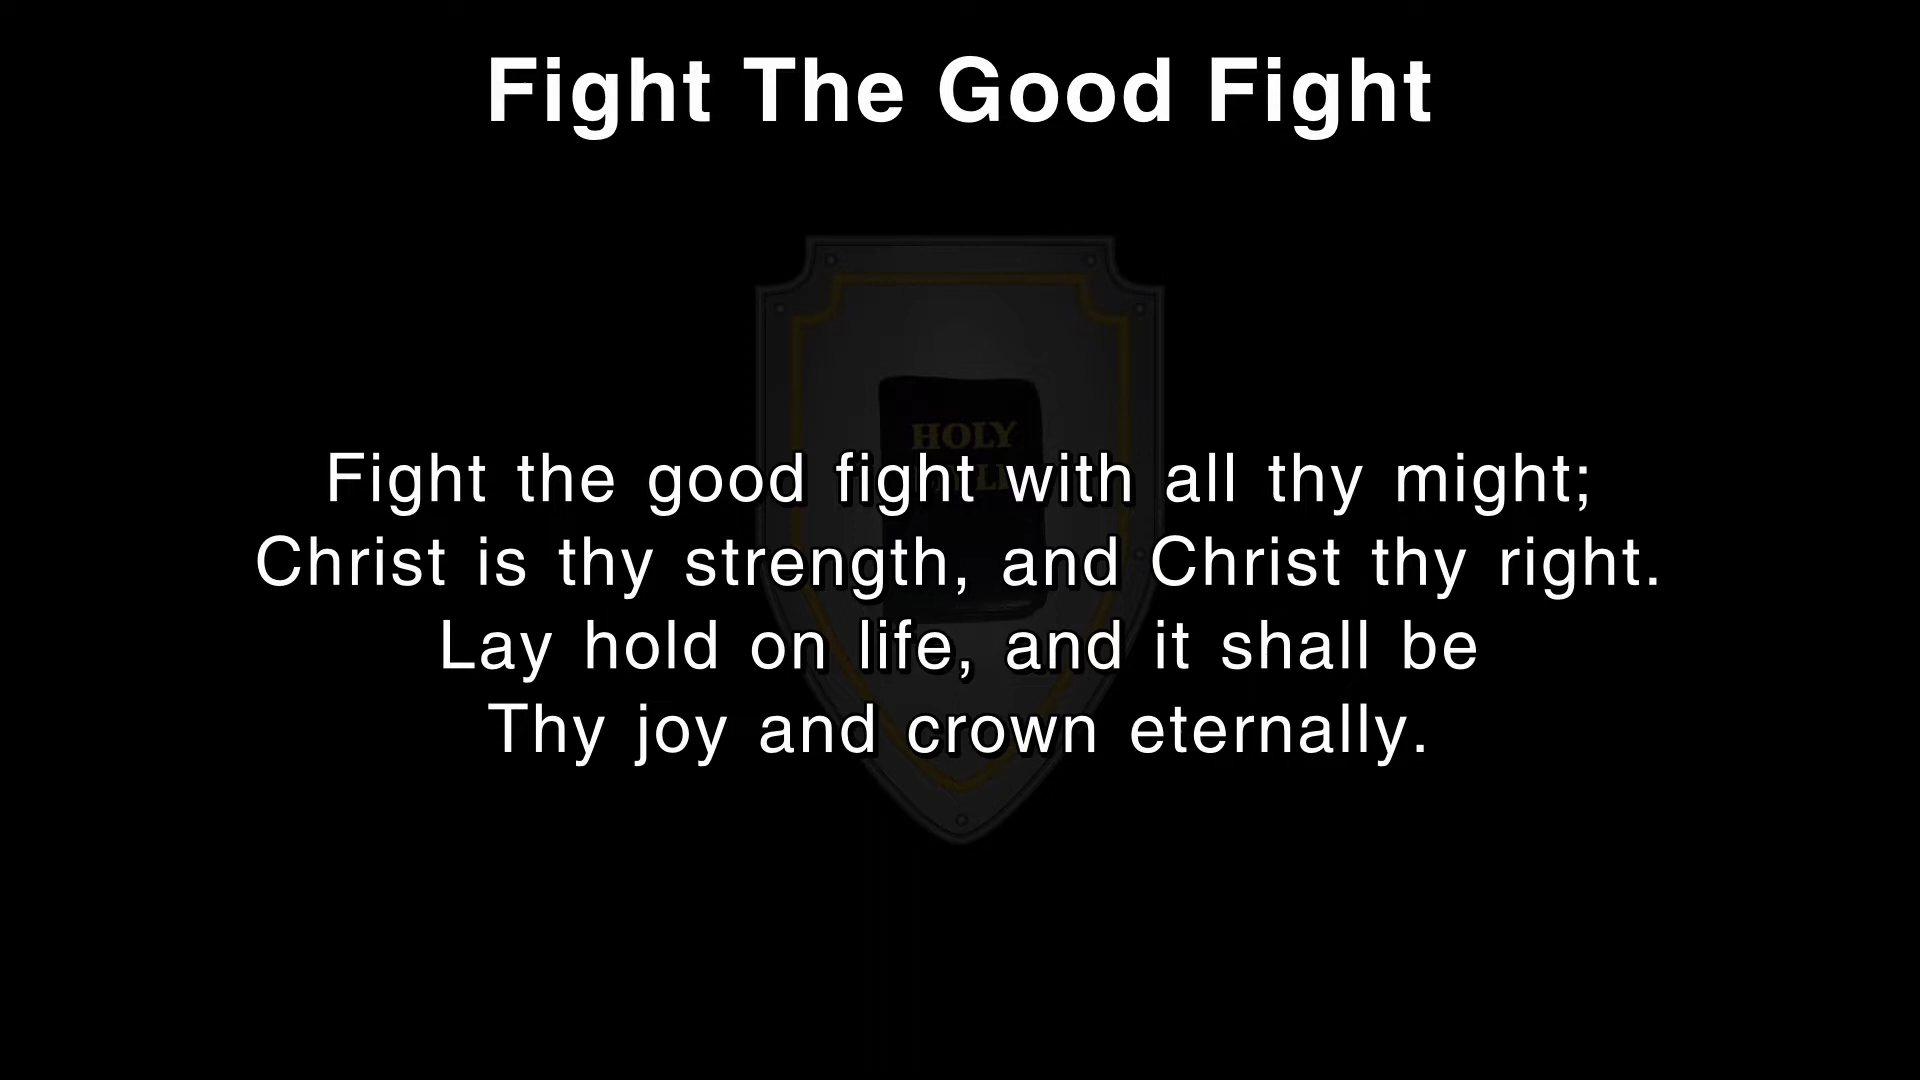 Fight The Good Fight
HOLY
Fight the good fight with all thy might;
Christ is thy strength, and Christ thy right.
Lay hold on life, and it shall be
Thy joy and crown eternally.